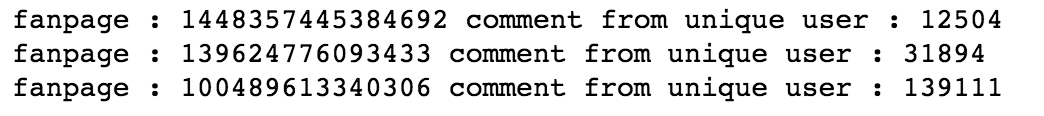 fanpage : 1448357445384692 comment from unique user : 12504
fanpage : 139624776093433 comment from unique user : 31894
fanpage : 100489613340306 comment from unique user : 139111